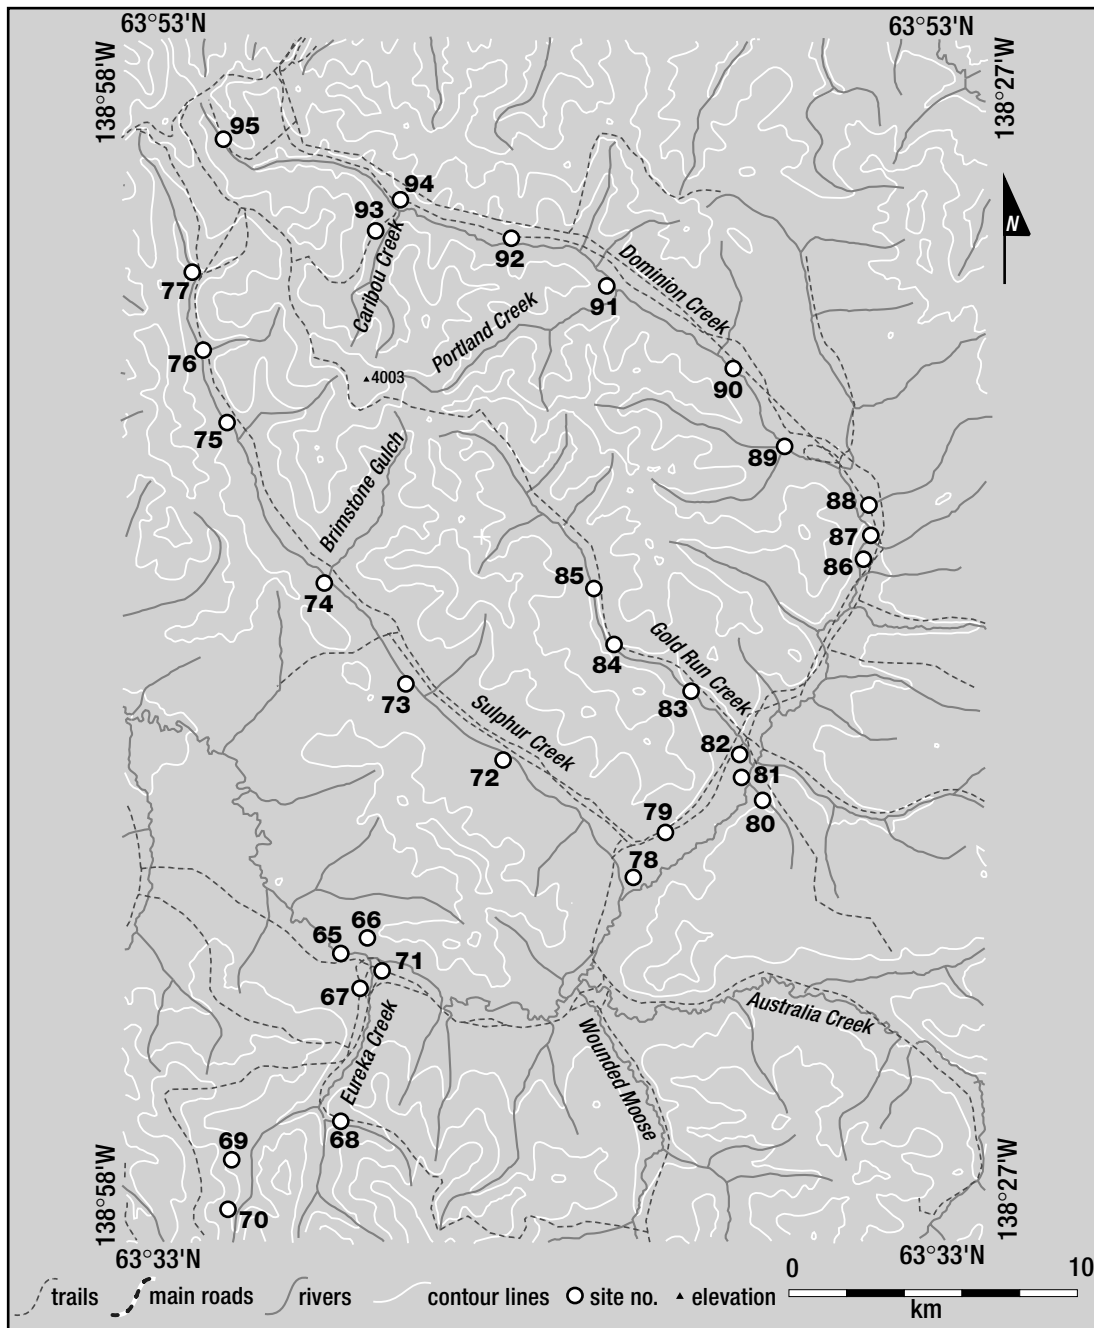 63°53'N
63°53'N
138°58'W
138°27'W
95
94
93
Caribou Creek
92
Dominion Creek
N
77
91
Portland Creek
76
4003
90
75
Brimstone Gulch
89
88
87
86
74
85
84
Gold Run Creek
73
83
Sulphur Creek
72
82
81
80
79
78
66
65
71
67
Eureka Creek
Australia Creek
Wounded Moose
68
69
70
138°58'W
138°27'W
63°33'N
63°33'N
0 10
trails main roads rivers contour lines site no. elevation
km